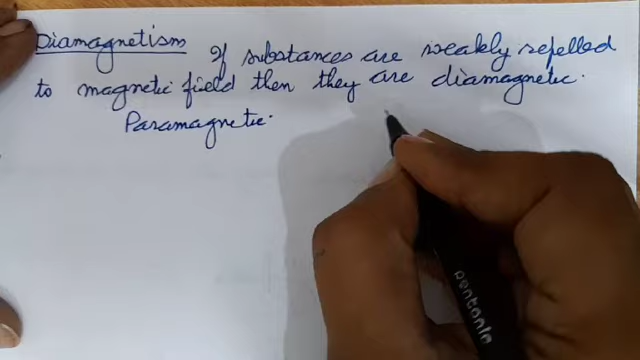 Diamagnetism If substances are weakly repelled
to magnetic field then they are diamagnetic.
Paramagnetic.
Pentonic